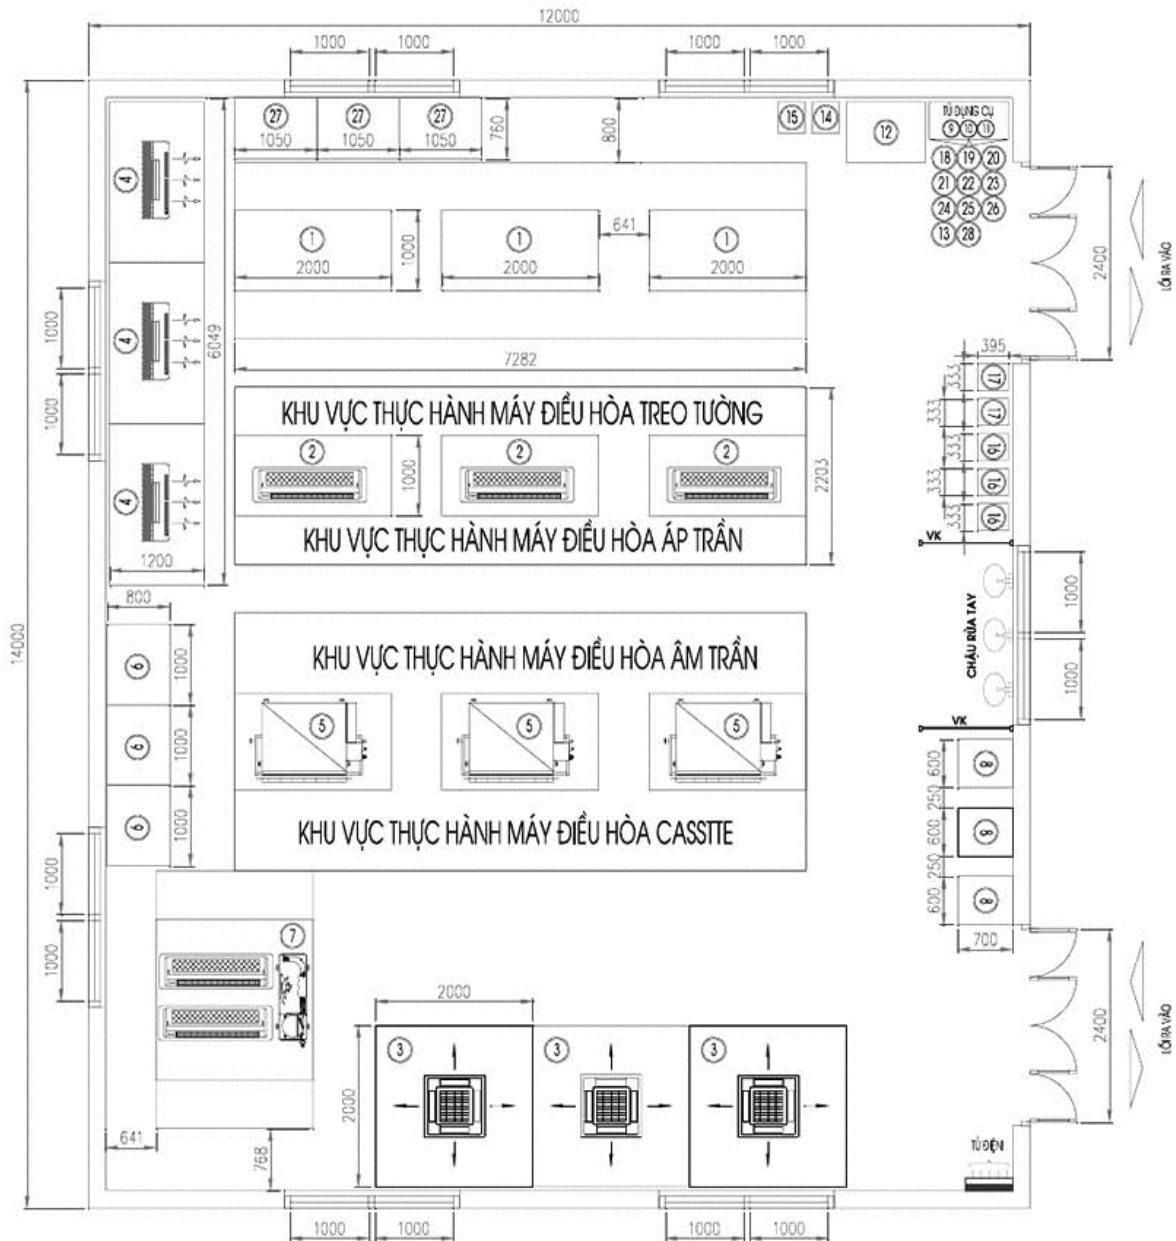 12000
1000 1000 1000 1000
27 27 27
1050 1050 1050
760
800
15 14 12
TỦ DỤNG CỤ
9 10 11
18 19 20
21 22 23
24 25 26
13 28
4
4
4
1200
6049
1 1 1
2000 2000 2000
1000
641
7282
2400
LỐI RA VÀO
14000
1000
1000
KHU VỰC THỰC HÀNH MÁY ĐIỀU HÒA TREO TƯỜNG
2 2 2
1000
2203
KHU VỰC THỰC HÀNH MÁY ĐIỀU HÒA ÁP TRẦN
395
333
333
333
333
333
17
17
16
16
16
VK
CHẬU RỬA TAY
1000
1000
VK
800
6
6
6
1000
1000
1000
KHU VỰC THỰC HÀNH MÁY ĐIỀU HÒA ÂM TRẦN
5 5 5
KHU VỰC THỰC HÀNH MÁY ĐIỀU HÒA CASSTTE
600
250
600
250
600
8
8
8
700
1000
1000
7
641
768
2000
2000
3 3 3
2400
LỐI RA VÀO
TỦ ĐIỆN
1000 1000 1000 1000